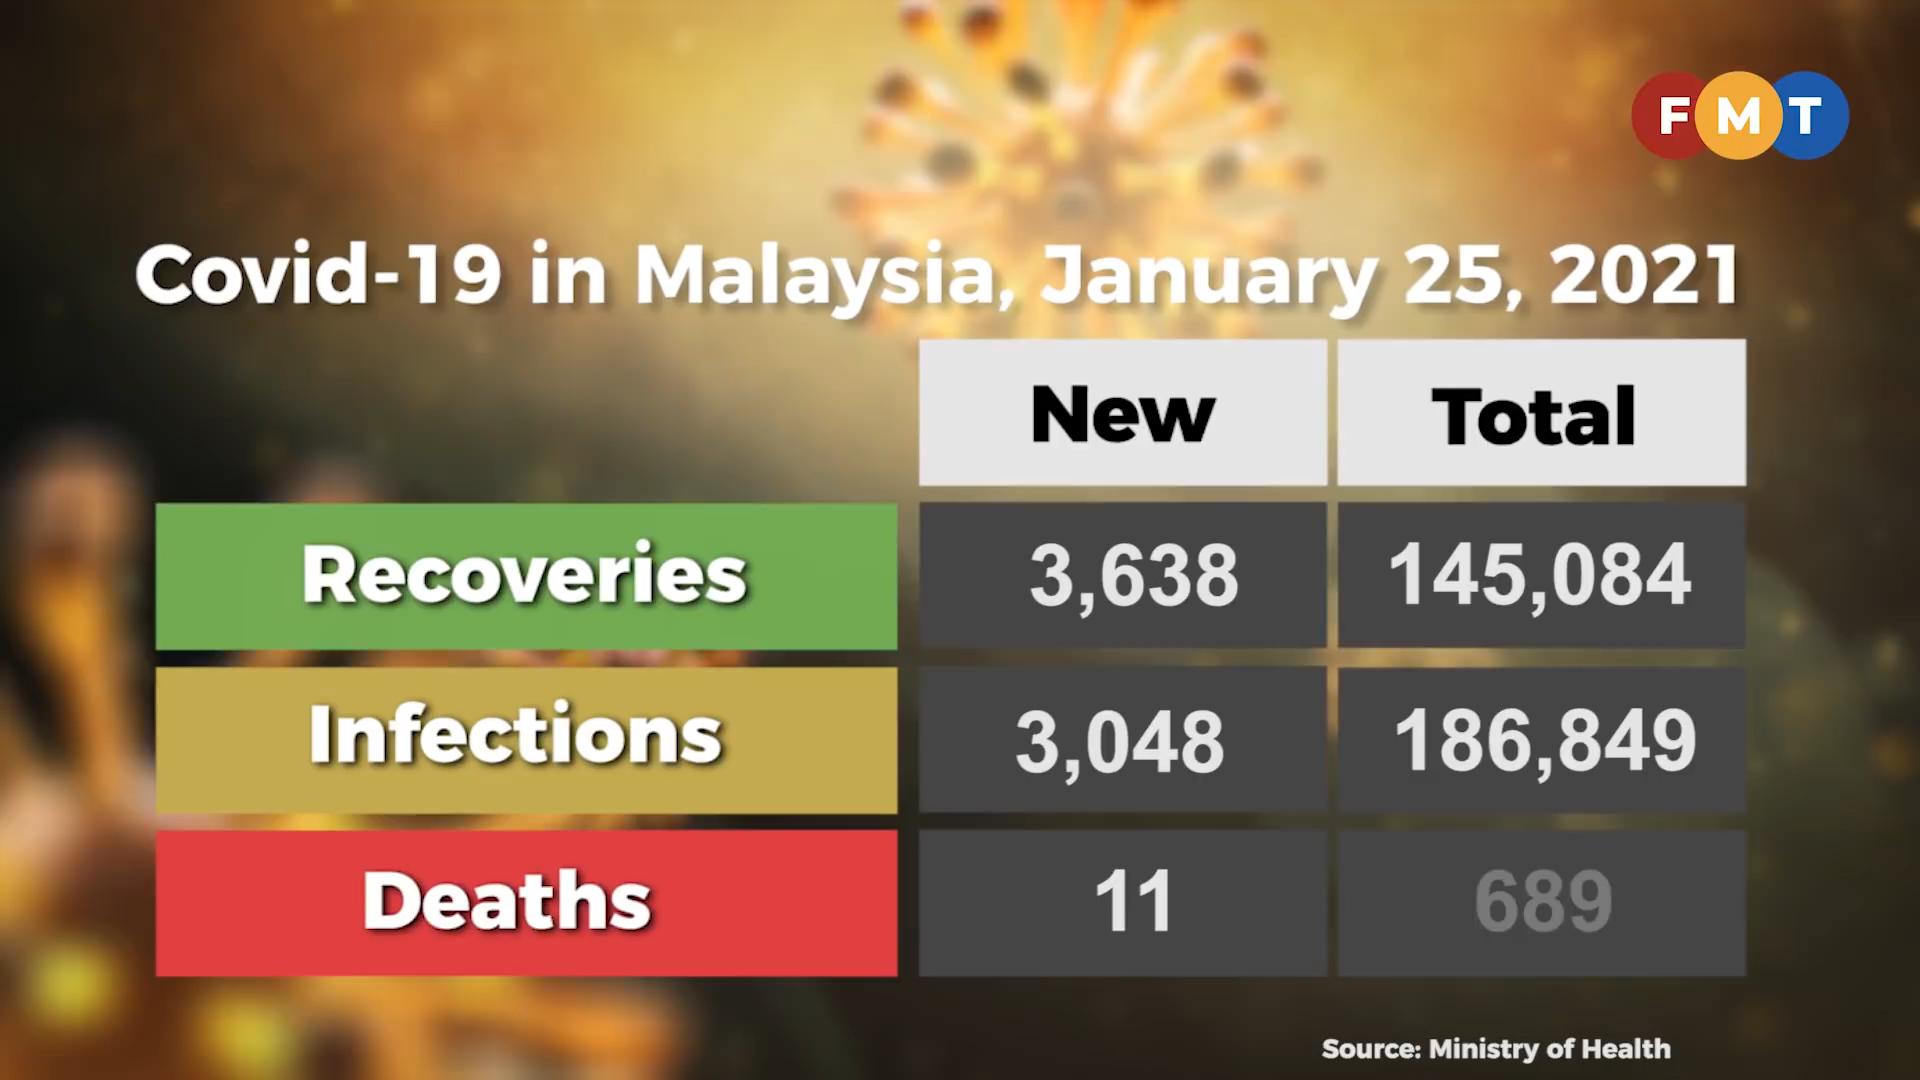 FMT
Covid-19 in Malaysia, January 25, 2021
New Total
Recoveries 3,638 145,084
Infections 3,048 186,849
Deaths 11 689
Source: Ministry of Health